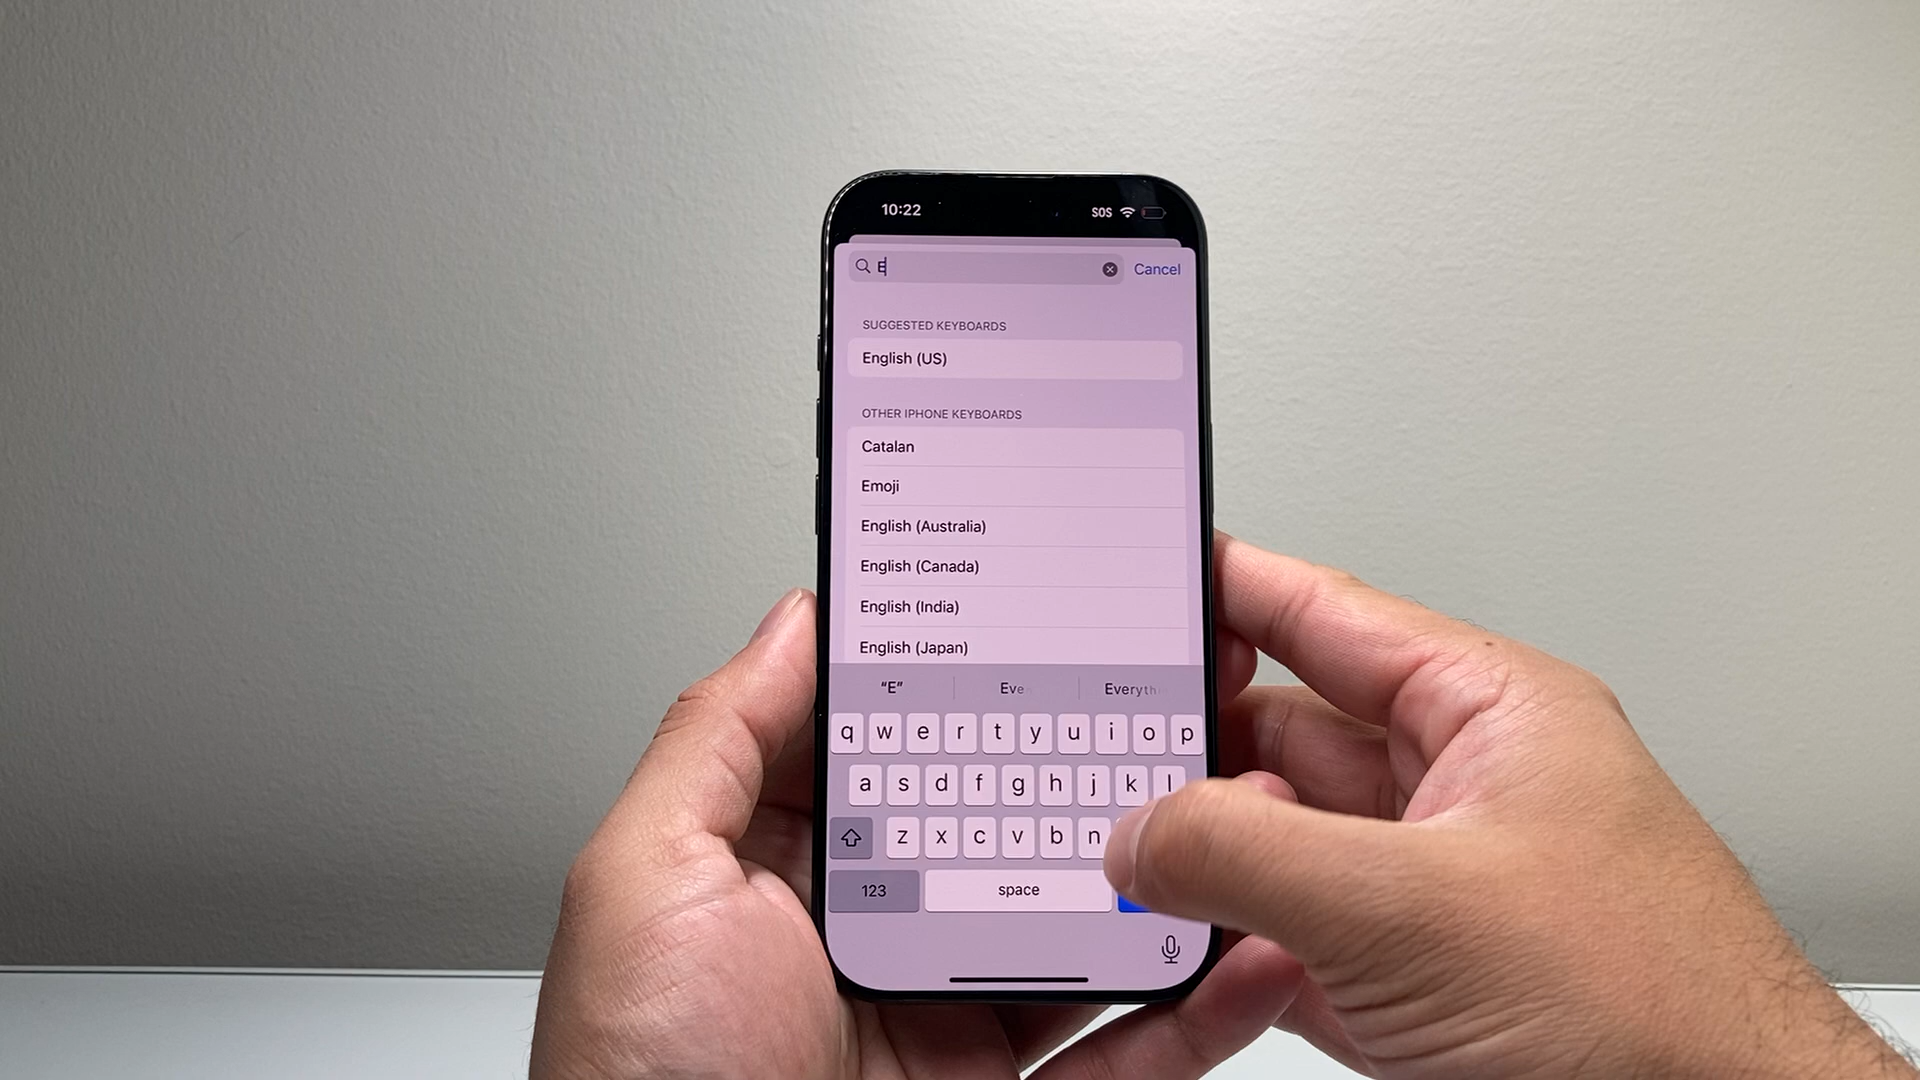 10:22 SOS
E Cancel
SUGGESTED KEYBOARDS
English (US)
OTHER IPHONE KEYBOARDS
Catalan
Emoji
English (Australia)
English (Canada)
English (India)
English (Japan)
“E” Eve Everyth
q w e r t y u i o p
a s d f g h j k l
z x c v b n
123 space